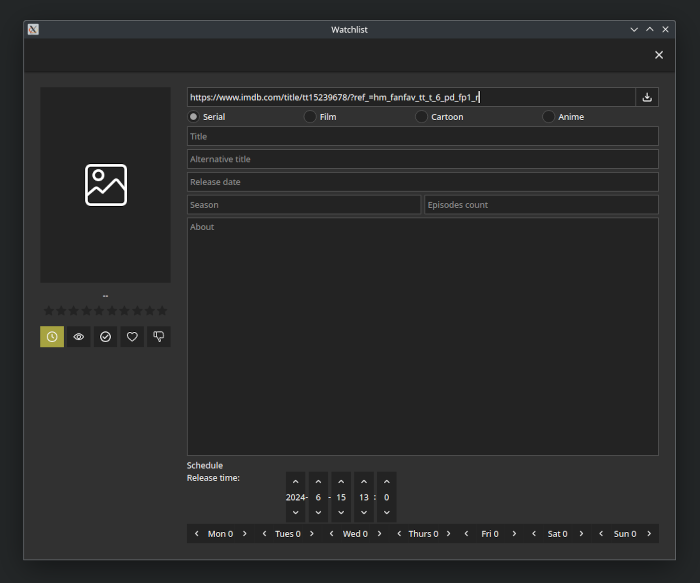 Watchlist
https://www.imdb.com/title/tt15239678/?ref_=hm_fanfav_tt_t_6_pd_fp1_r
Serial Film Cartoon Anime
Title
Alternative title
Release date
Season Episodes count
About
--
Schedule
Release time:
2024- 6 - 15 13 : 0
Mon 0 Tues 0 Wed 0 Thurs 0 Fri 0 Sat 0 Sun 0